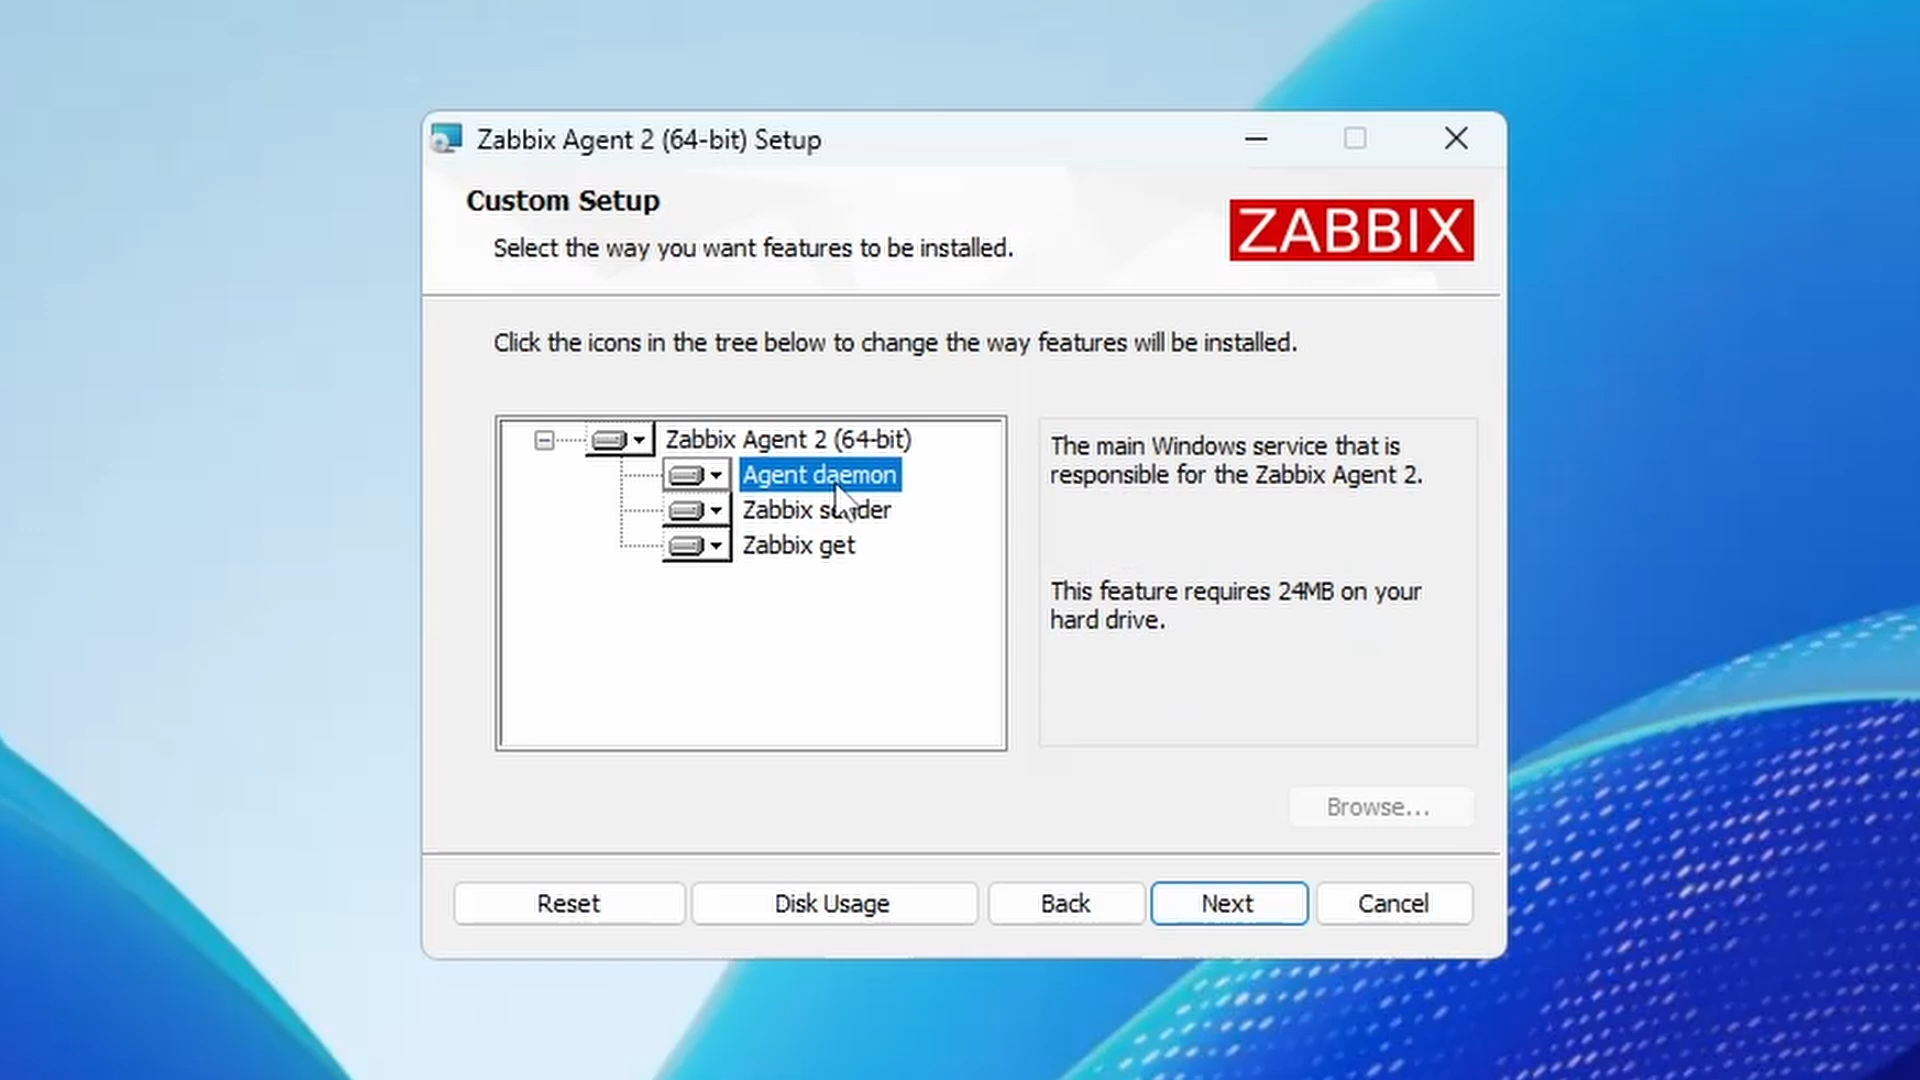 Zabbix Agent 2 (64-bit) Setup
Custom Setup
Select the way you want features to be installed.
ZABBIX
Click the icons in the tree below to change the way features will be installed.
Zabbix Agent 2 (64-bit)
Agent daemon
Zabbix sender
Zabbix get
The main Windows service that is
responsible for the Zabbix Agent 2.
This feature requires 24MB on your
hard drive.
Browse...
Reset
Disk Usage
Back
Next
Cancel